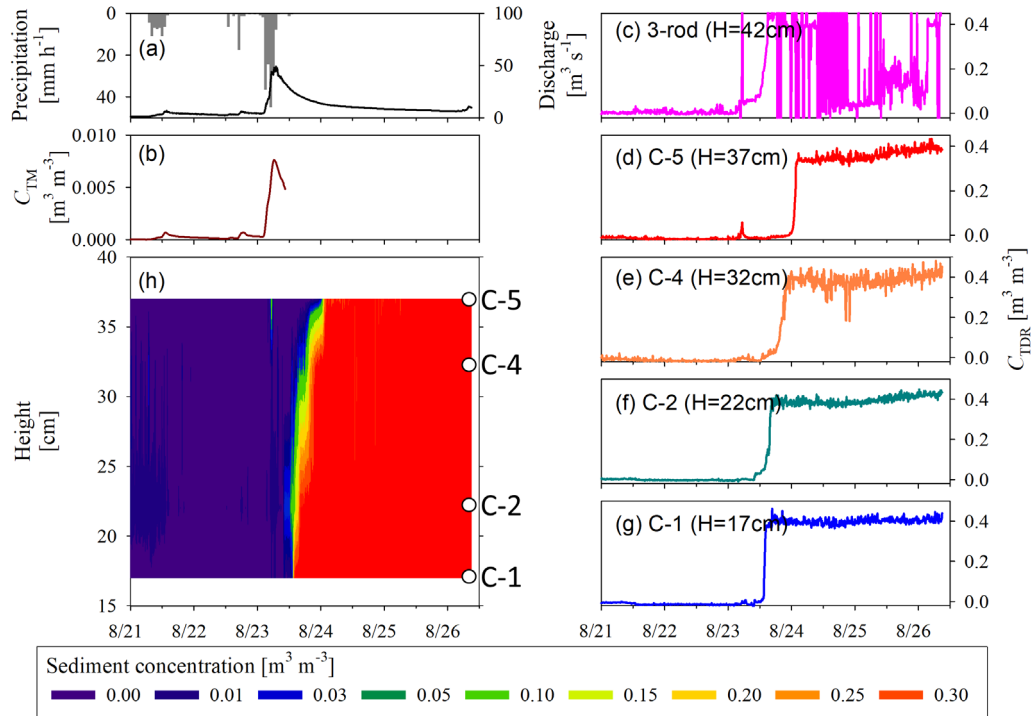 0
20
40
Precipitation
[mm h⁻¹]
(a)
100
50
0
Discharge
[m³ s⁻¹]
(c) 3-rod (H=42cm)
0.4
0.2
0.0
0.010
0.005
0.000
C_TM
[m³ m⁻³]
(b)
(d) C-5 (H=37cm)
0.4
0.2
0.0
40
35
30
25
20
15
Height
[cm]
(h)
C-5
C-4
C-2
C-1
(e) C-4 (H=32cm)
0.4
0.2
0.0
C_TDR [m³ m⁻³]
(f) C-2 (H=22cm)
0.4
0.2
0.0
(g) C-1 (H=17cm)
0.4
0.2
0.0
8/21 8/22 8/23 8/24 8/25 8/26
8/21 8/22 8/23 8/24 8/25 8/26
Sediment concentration [m³ m⁻³]
0.00 0.01 0.03 0.05 0.10 0.15 0.20 0.25 0.30